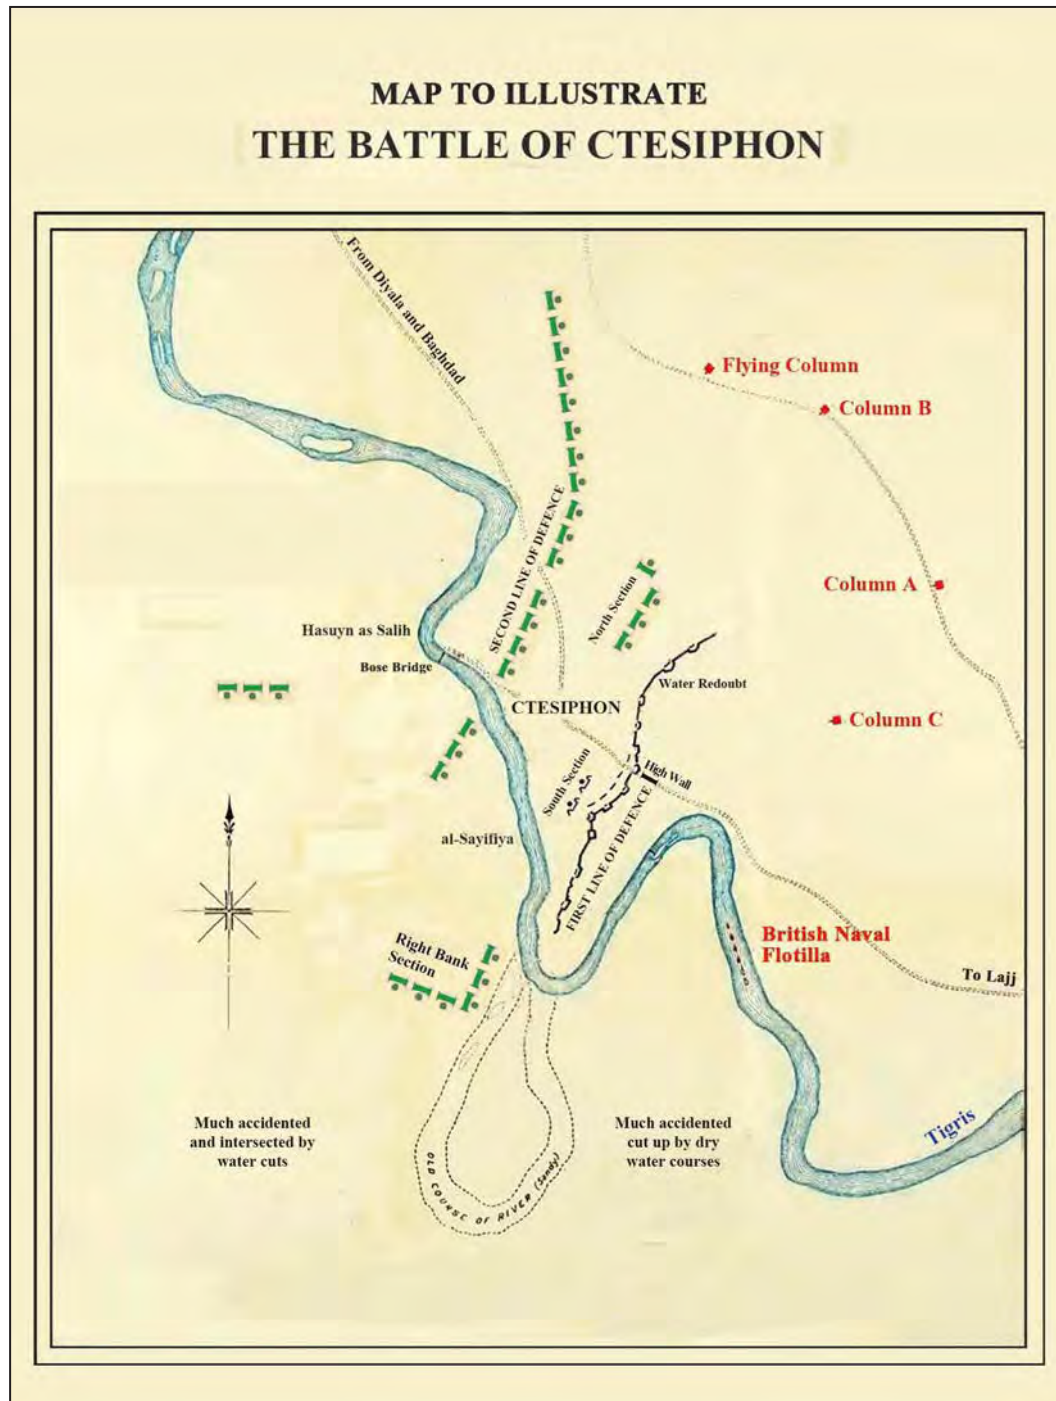 MAP TO ILLUSTRATE
THE BATTLE OF CTESIPHON
From Diyala and Baghdad
Flying Column
Column B
SECOND LINE OF DEFENCE
North Section
Column A
Hasuyn as Salih
Bose Bridge
Water Redoubt
CTESIPHON
Column C
South Section
High Wall
al-Sayifiya
FIRST LINE OF DEFENCE
British Naval
Flotilla
Right Bank
Section
To Lajj
Much accidented
and intersected by
water cuts
Much accidented
cut up by dry
water courses
Tigris
OLD COURSE OF RIVER (Sandy)